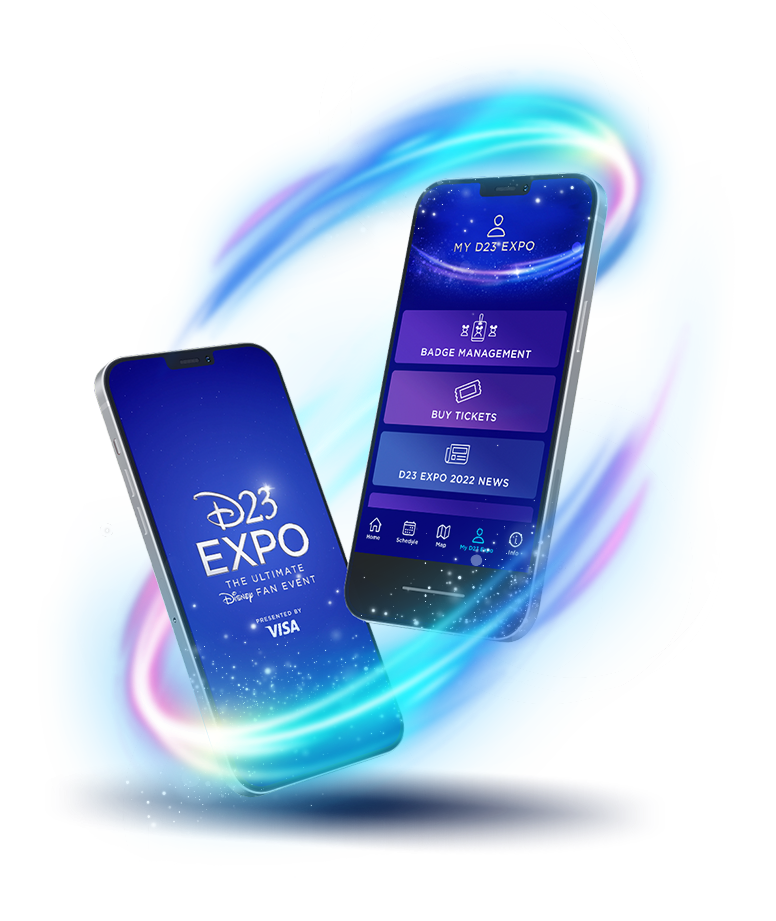 D23
EXPO
THE ULTIMATE
Disney FAN EVENT
PRESENTED BY
VISA
MY D23 EXPO
BADGE MANAGEMENT
BUY TICKETS
D23 EXPO 2022 NEWS
Home
Schedule
Map
My D23 Expo
Info